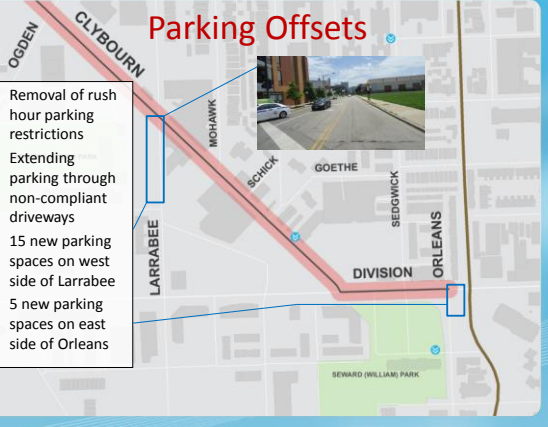 Parking Offsets
OGDEN
CLYBOURN
Removal of rush
hour parking
restrictions
Extending
parking through
non-compliant
driveways
15 new parking
spaces on west
side of Larrabee
5 new parking
spaces on east
side of Orleans
MOHAWK
SCHICK
GOETHE
SEDGWICK
LARRABEE
ORLEANS
DIVISION
SEWARD (WILLIAM) PARK